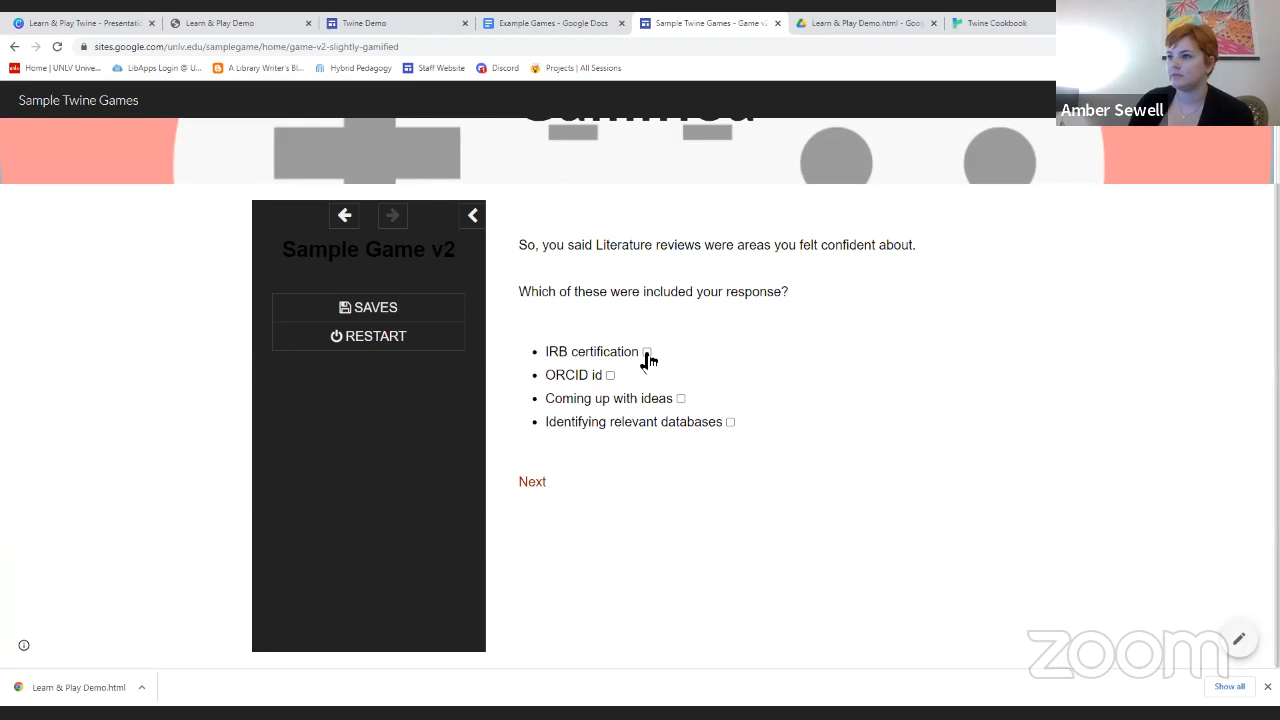 Learn & Play Twine - Presentatio
Learn & Play Demo
Twine Demo
Example Games - Google Docs
Sample Twine Games - Game v2
Learn & Play Demo.html - Goog
Twine Cookbook
sites.google.com/unlv.edu/samplegame/home/game-v2-slightly-gamified
Home | UNLV Unive...
LibApps Login @ U...
A Library Writer's Bl...
Hybrid Pedagogy
Staff Website
Discord
Projects | All Sessions
Amber Sewell
Sample Twine Games
Gamified
Sample Game v2
SAVES
RESTART
So, you said Literature reviews were areas you felt confident about.
Which of these were included your response?
IRB certification
ORCID id
Coming up with ideas
Identifying relevant databases
Next
zoom
Learn & Play Demo.html
Show all